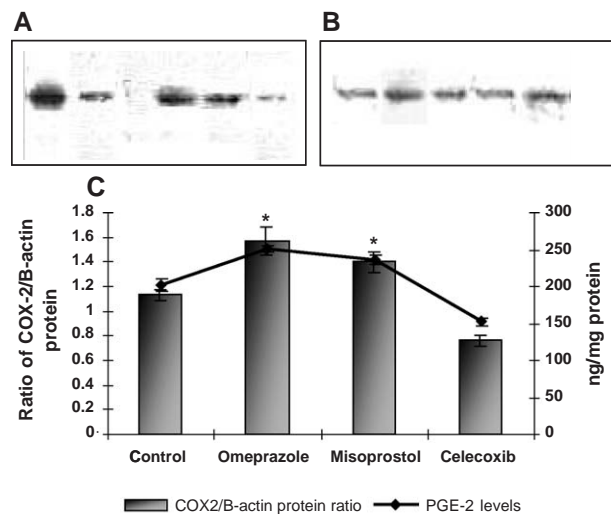 A
B
C
Ratio of COX-2/B-actin
protein
1.8
1.6
1.4
1.2
1
0.8
0.6
0.4
0.2
0
*
*
300
250
200
150
100
50
0
ng/mg protein
Control Omeprazole Misoprostol Celecoxib
COX2/B-actin protein ratio PGE-2 levels